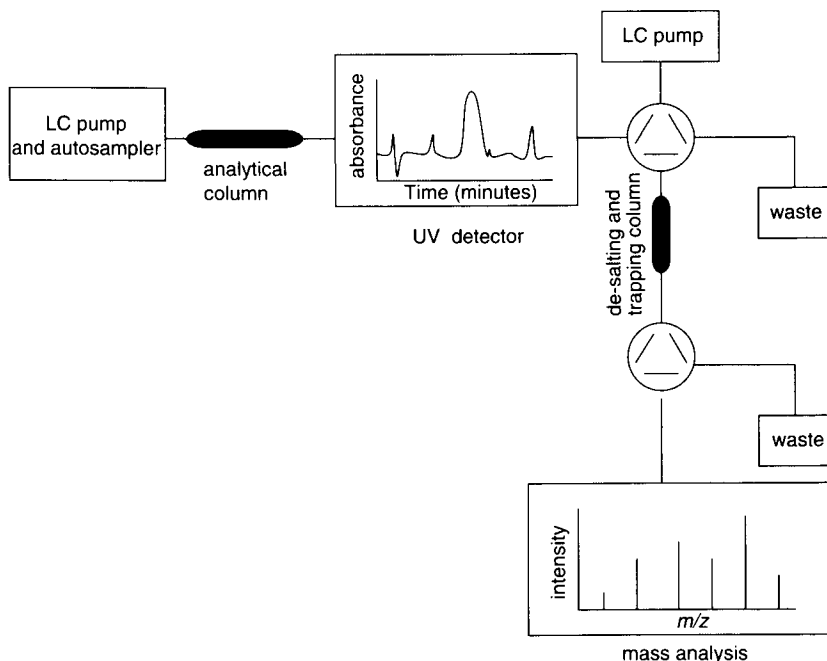 LC pump
LC pump
and autosampler
analytical
column
absorbance
Time (minutes)
UV detector
waste
de-salting and
trapping column
waste
intensity
m/z
mass analysis